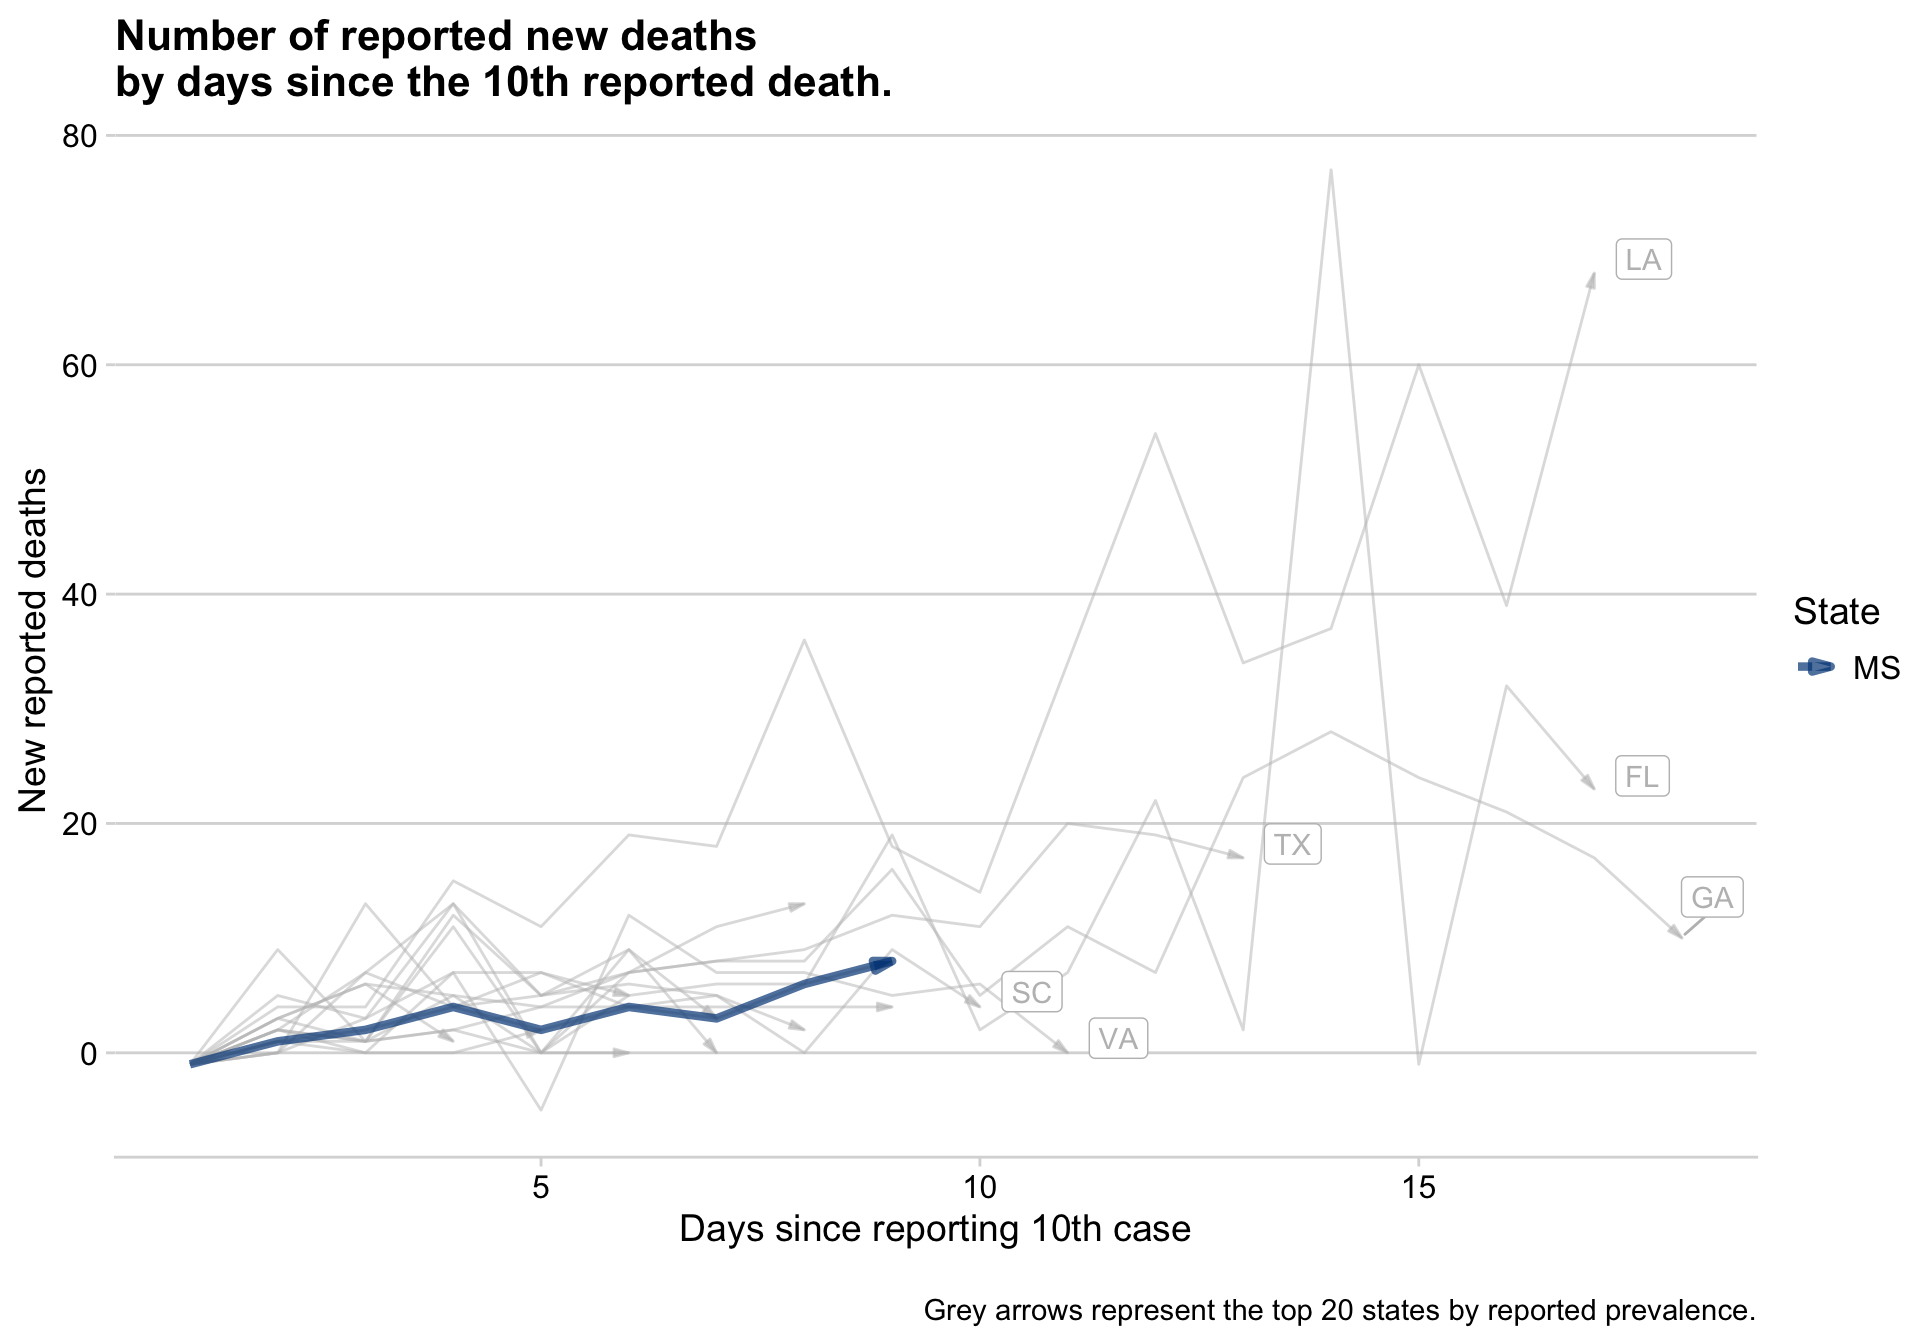 Number of reported new deaths
by days since the 10th reported death.
80
60
40
20
0
New reported deaths
LA
FL
TX
GA
SC
VA
State
MS
5
10
15
Days since reporting 10th case
Grey arrows represent the top 20 states by reported prevalence.